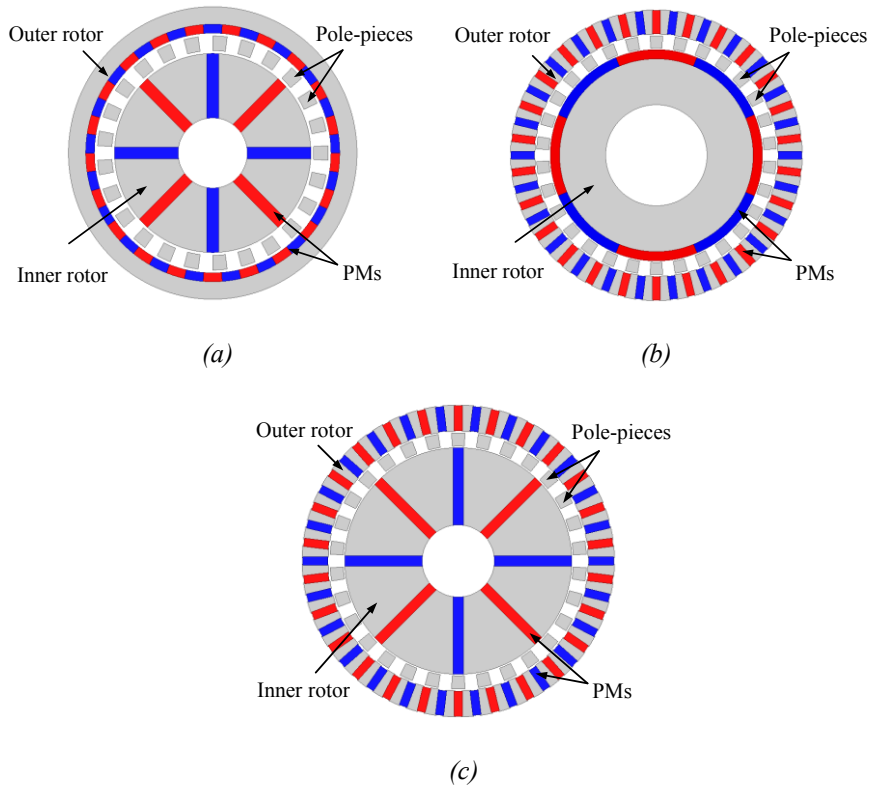 Outer rotor
Pole-pieces
Inner rotor
PMs
(a)
Outer rotor
Pole-pieces
Inner rotor
PMs
(b)
Outer rotor
Pole-pieces
Inner rotor
PMs
(c)